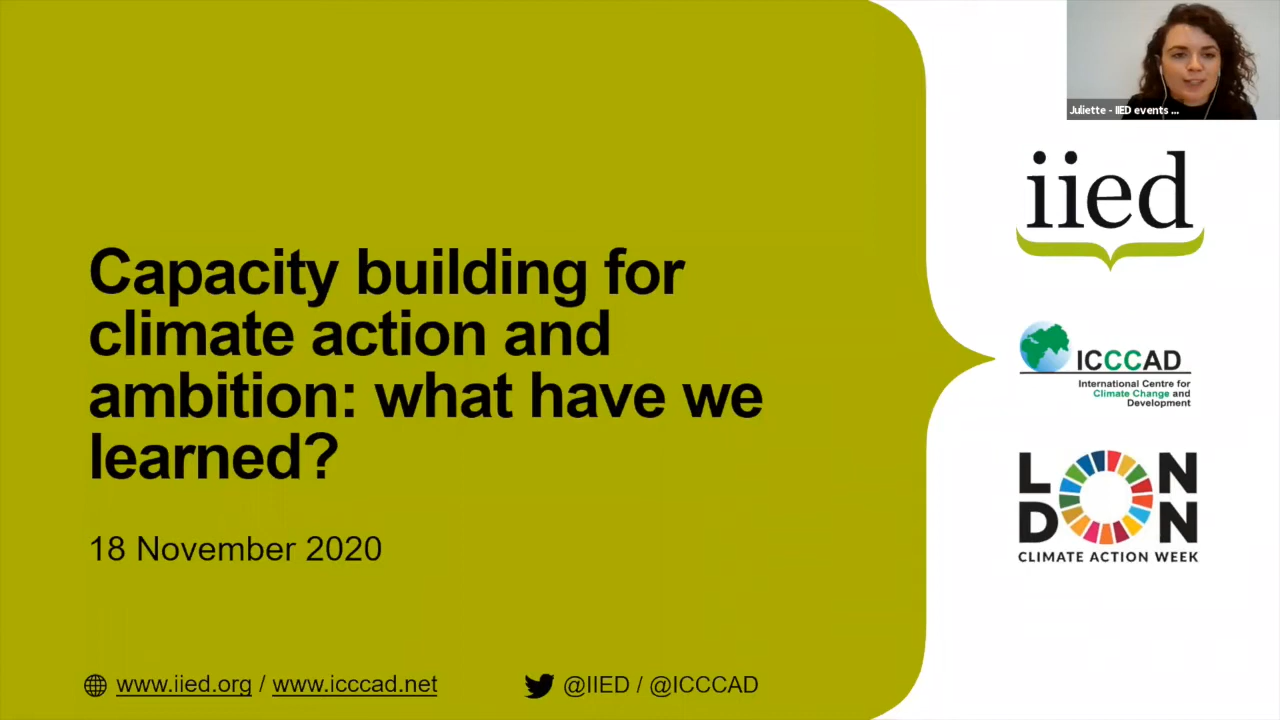 Juliette - IIED events ...
iied
Capacity building for
climate action and
ambition: what have we
learned?
18 November 2020
ICCCAD
International Centre for
Climate Change and
Development
LONDON
CLIMATE ACTION WEEK
www.iied.org / www.icccad.net
@IIED / @ICCCAD